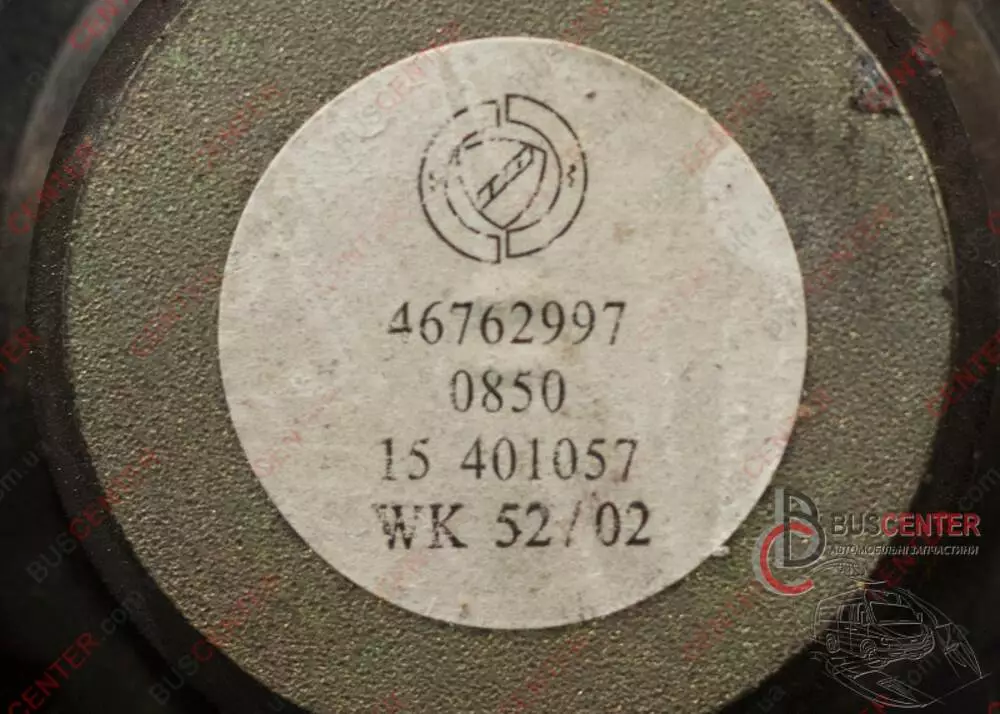 46762997
0850
15 401057
WK 52/02
BUSCENTER
АВТОМОБІЛЬНІ ЗАПЧАСТИНИ